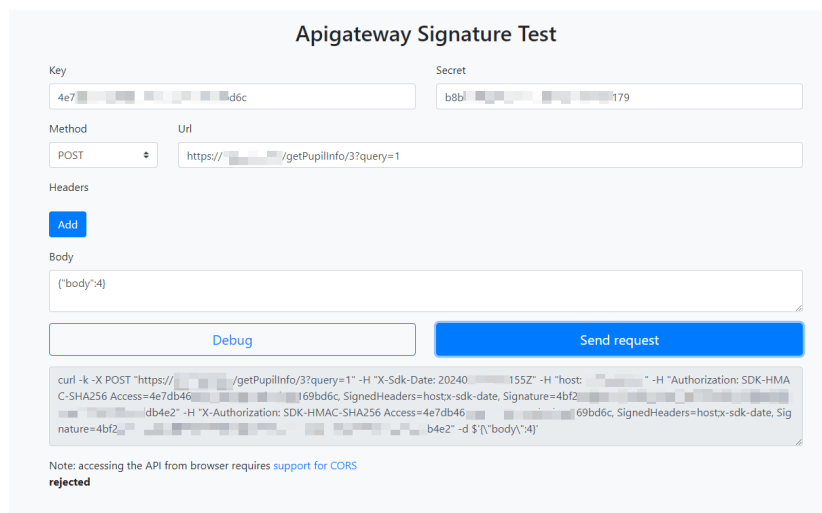 Apigateway Signature Test
Key
Secret
4e7 d6c
b8b 179
Method
Url
POST
https:// /getPupilInfo/3?query=1
Headers
Add
Body
{"body":4}
Debug
Send request
curl -k -X POST "https:// /getPupilInfo/3?query=1" -H "X-Sdk-Date: 20240 155Z" -H "host: " -H "Authorization: SDK-HMA
C-SHA256 Access=4e7db46 169bd6c, SignedHeaders=host;x-sdk-date, Signature=4bf2
db4e2" -H "X-Authorization: SDK-HMAC-SHA256 Access=4e7db46 69bd6c, SignedHeaders=host;x-sdk-date, Sig
nature=4bf2 b4e2" -d $'{\"body\":4}'
Note: accessing the API from browser requires support for CORS
rejected